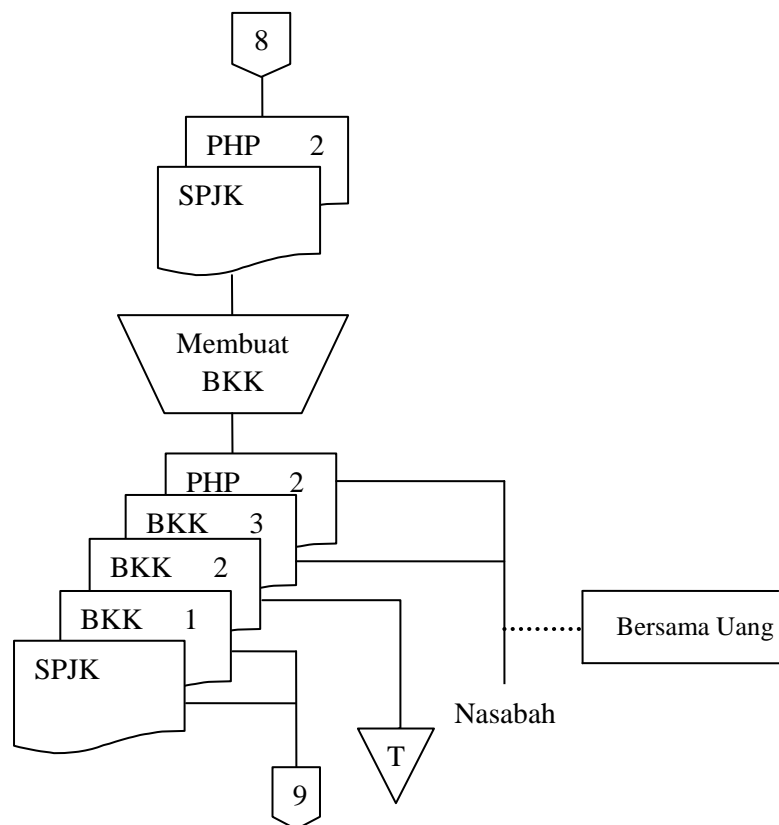 8
PHP 2
SPJK
Membuat
BKK
PHP 2
BKK 3
BKK 2
BKK 1
SPJK
Bersama Uang
Nasabah
T
9